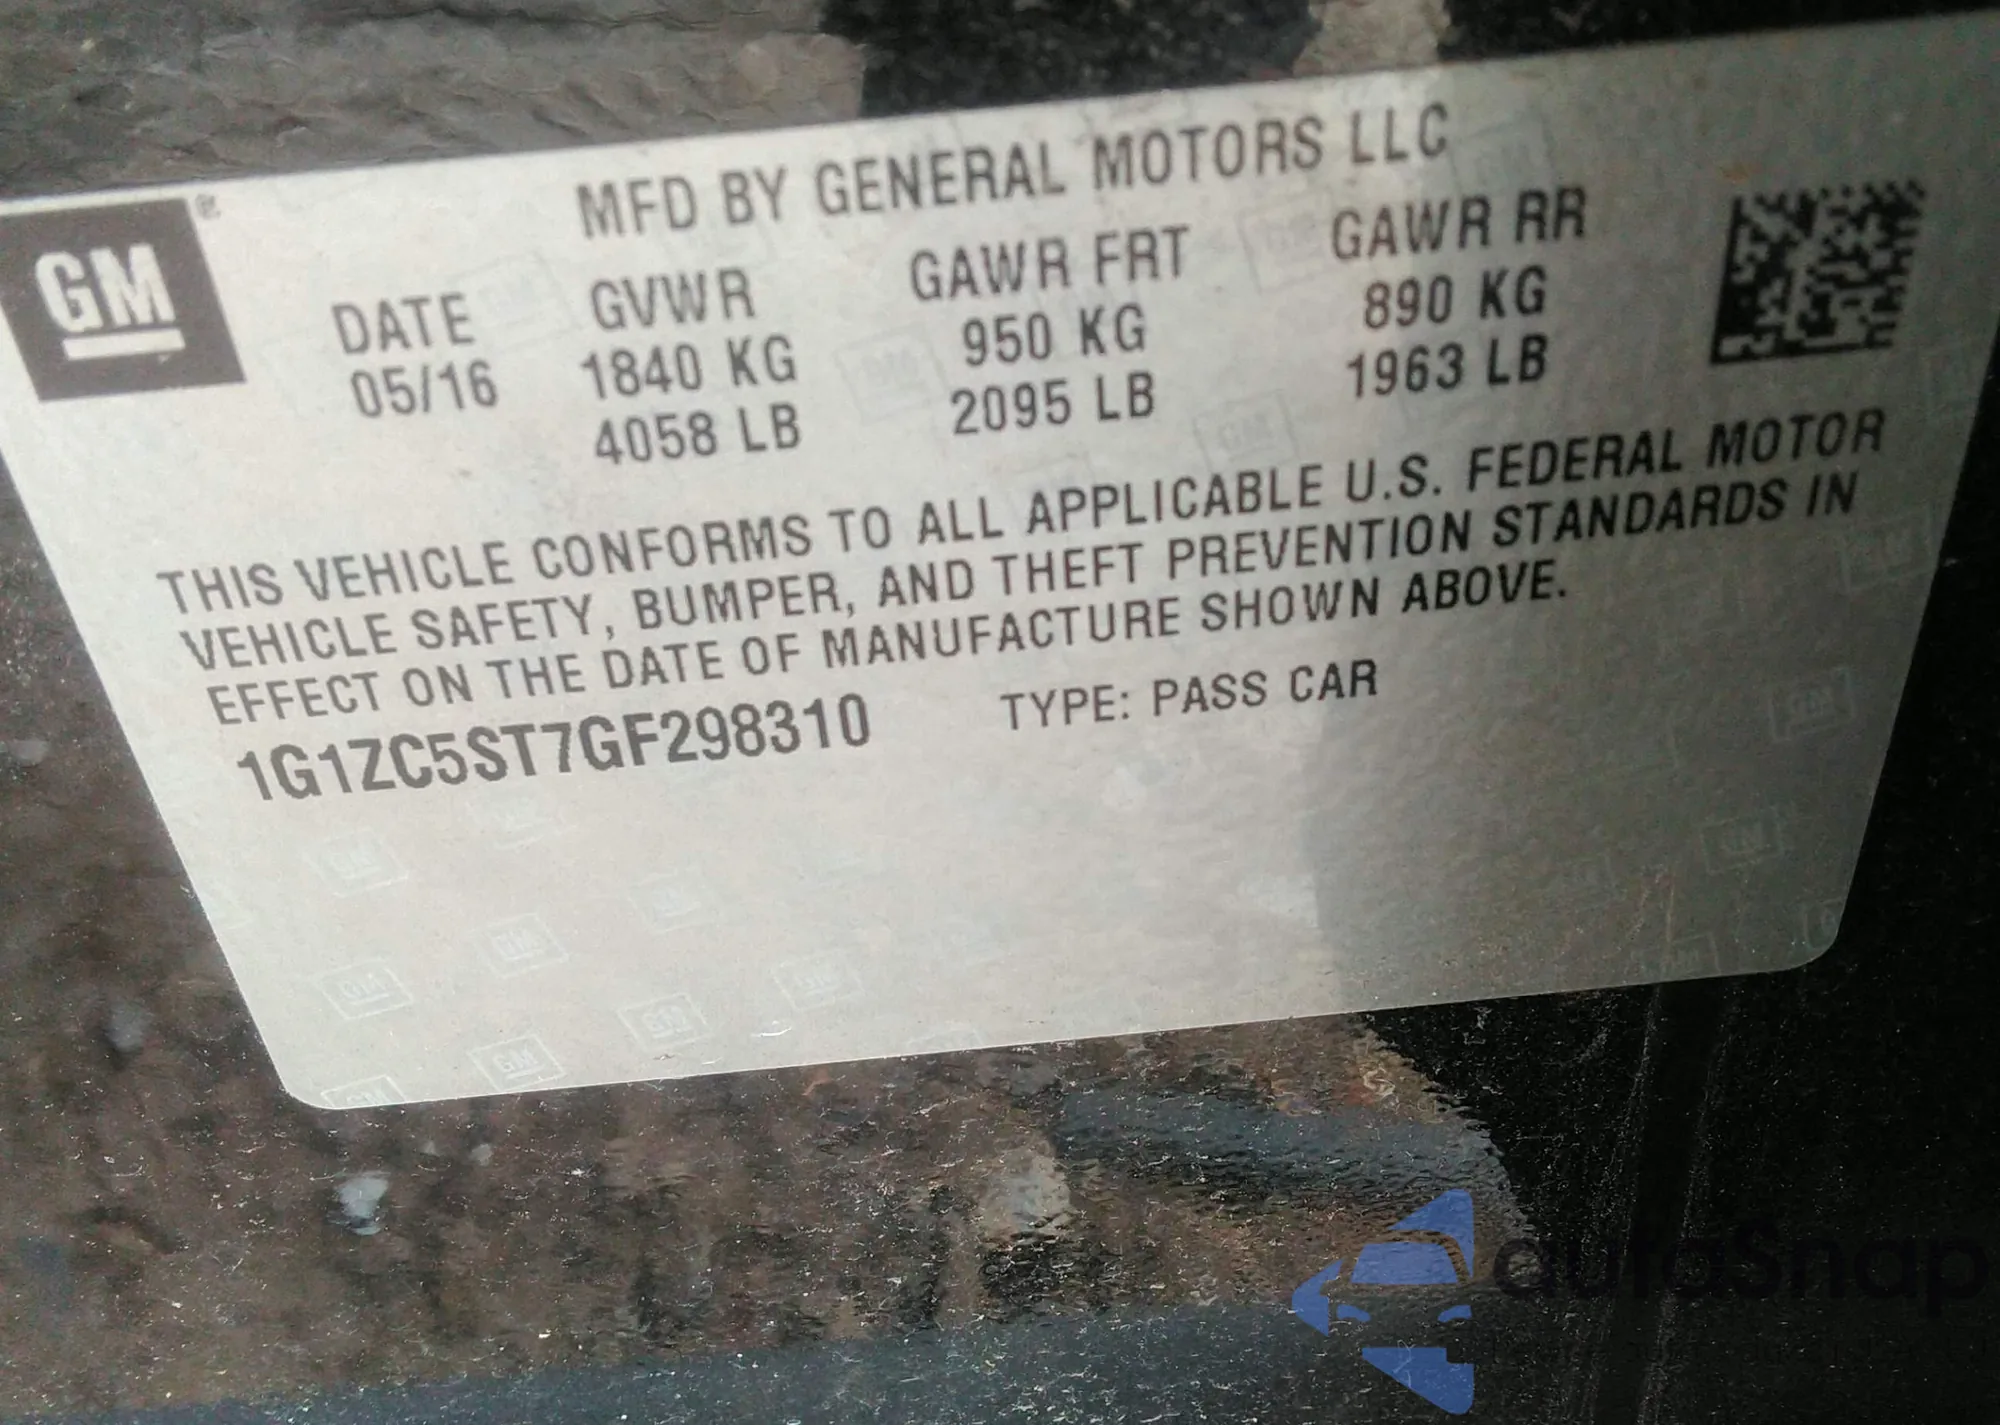 MFD BY GENERAL MOTORS LLC
GM
DATE GVWR GAWR FRT GAWR RR
05/16 1840 KG 950 KG 890 KG
4058 LB 2095 LB 1963 LB
THIS VEHICLE CONFORMS TO ALL APPLICABLE U.S. FEDERAL MOTOR
VEHICLE SAFETY, BUMPER, AND THEFT PREVENTION STANDARDS IN
EFFECT ON THE DATE OF MANUFACTURE SHOWN ABOVE.
1G1ZC5ST7GF298310 TYPE: PASS CAR
autoSnap